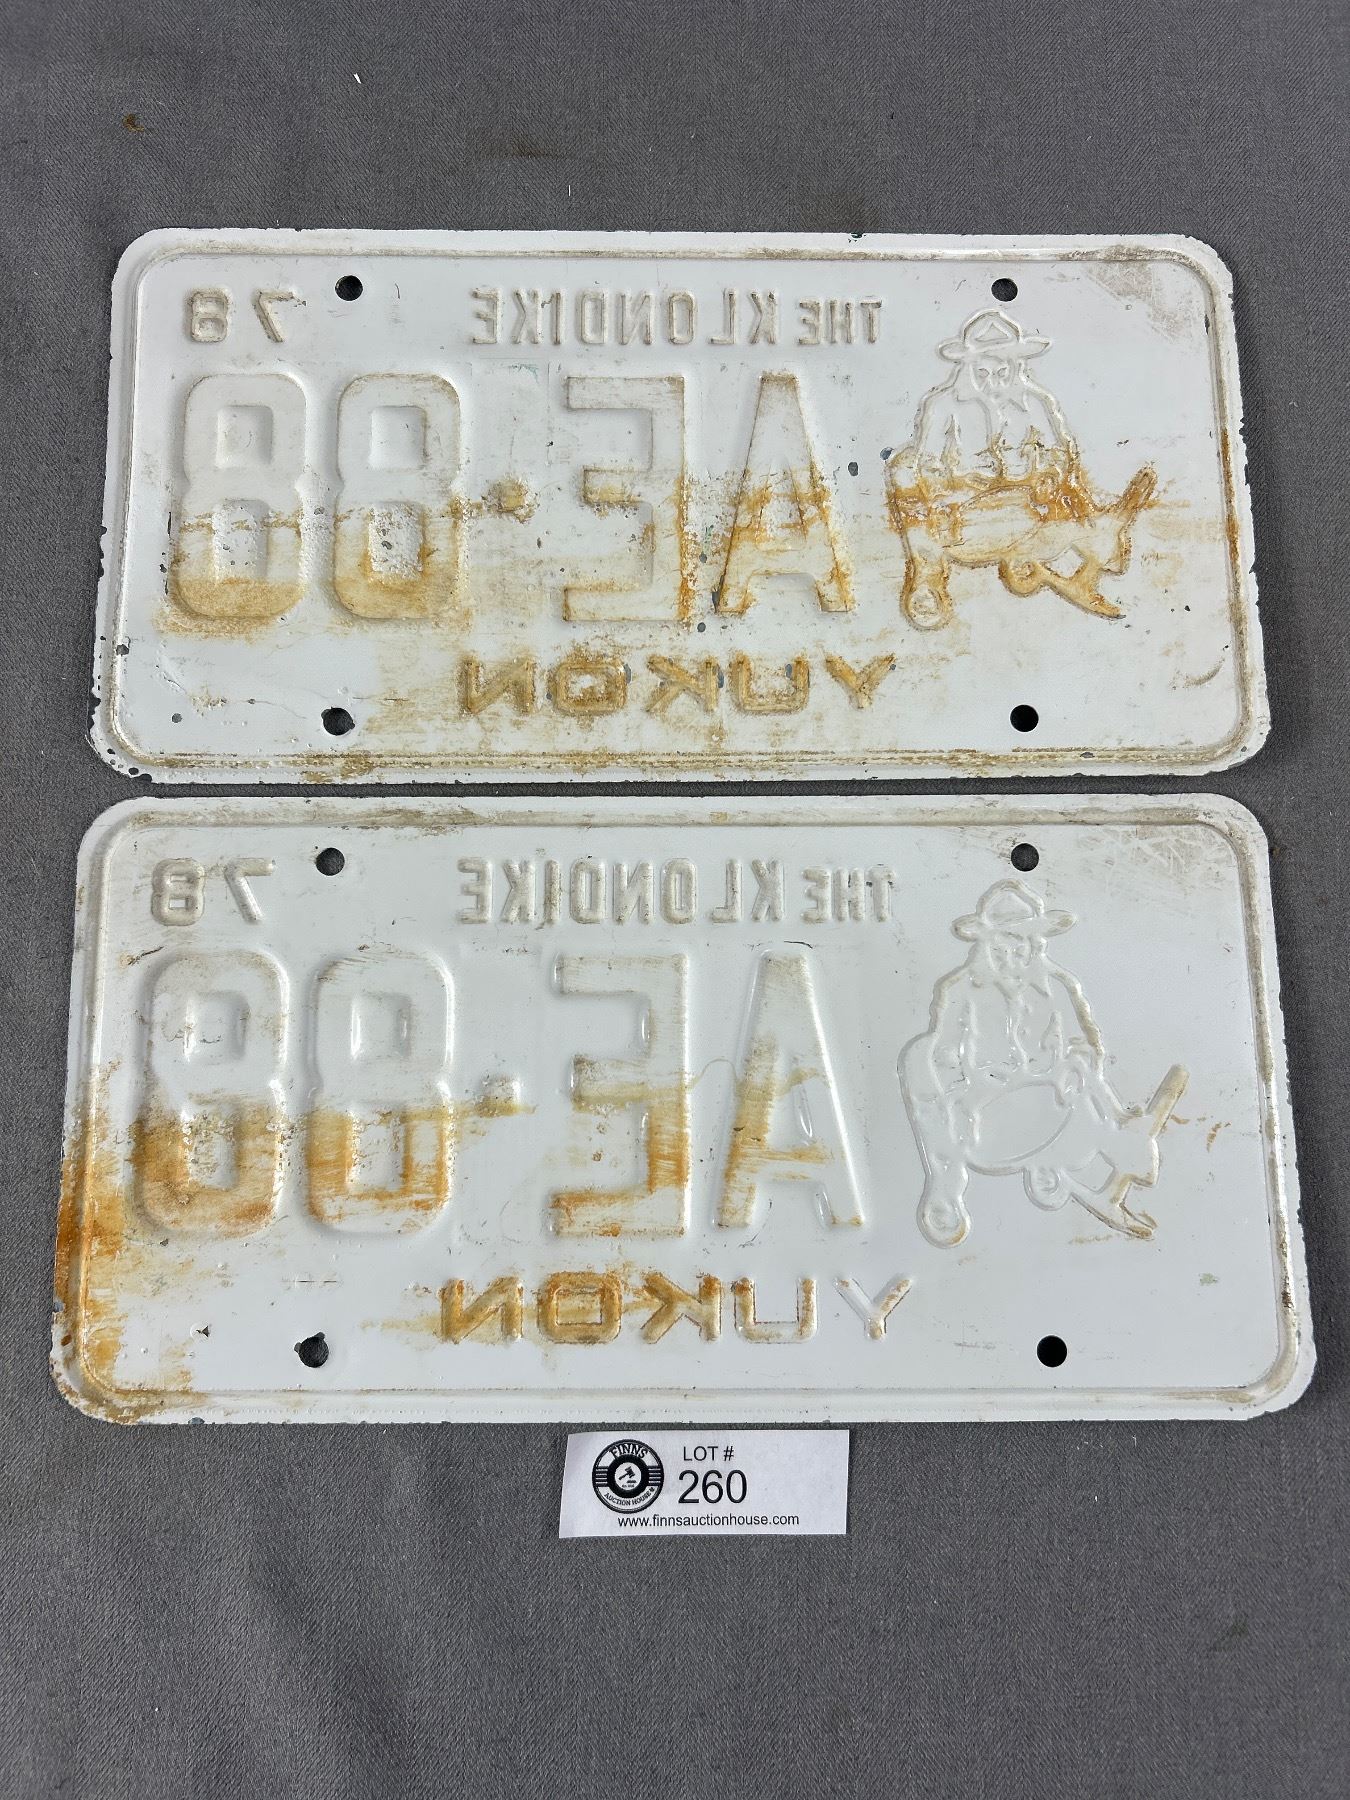 THE KLONDIKE 78
AE·88
YUKON
THE KLONDIKE 78
AE·88
YUKON
FINNS
AUCTION HOUSE
LOT #
260
www.finnsauctionhouse.com